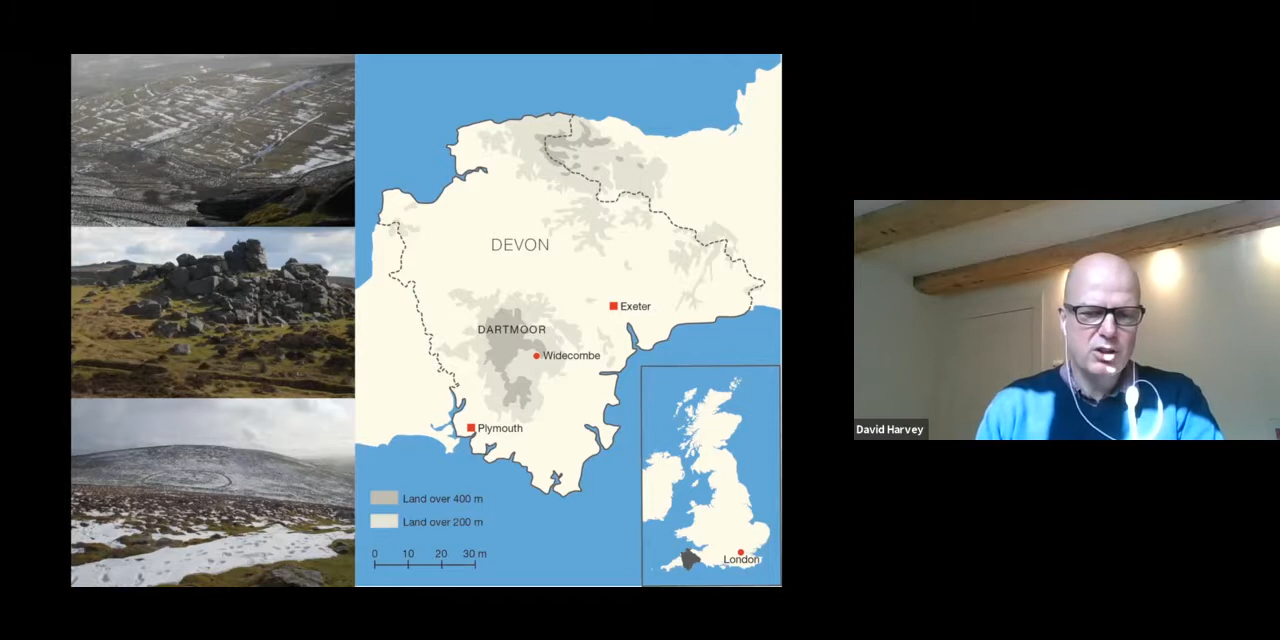 DEVON
Exeter
DARTMOOR
Widecombe
Plymouth
Land over 400 m
Land over 200 m
0 10 20 30 m
London
David Harvey